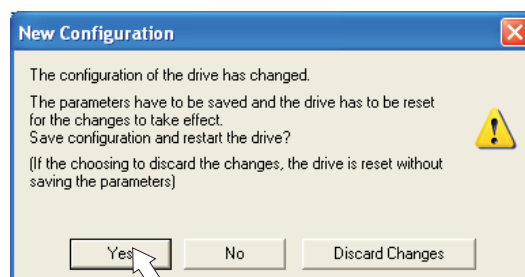 New Configuration
The configuration of the drive has changed.
The parameters have to be saved and the drive has to be reset
for the changes to take effect.
Save configuration and restart the drive?
(If the choosing to discard the changes, the drive is reset without
saving the parameters)
Yes
No
Discard Changes